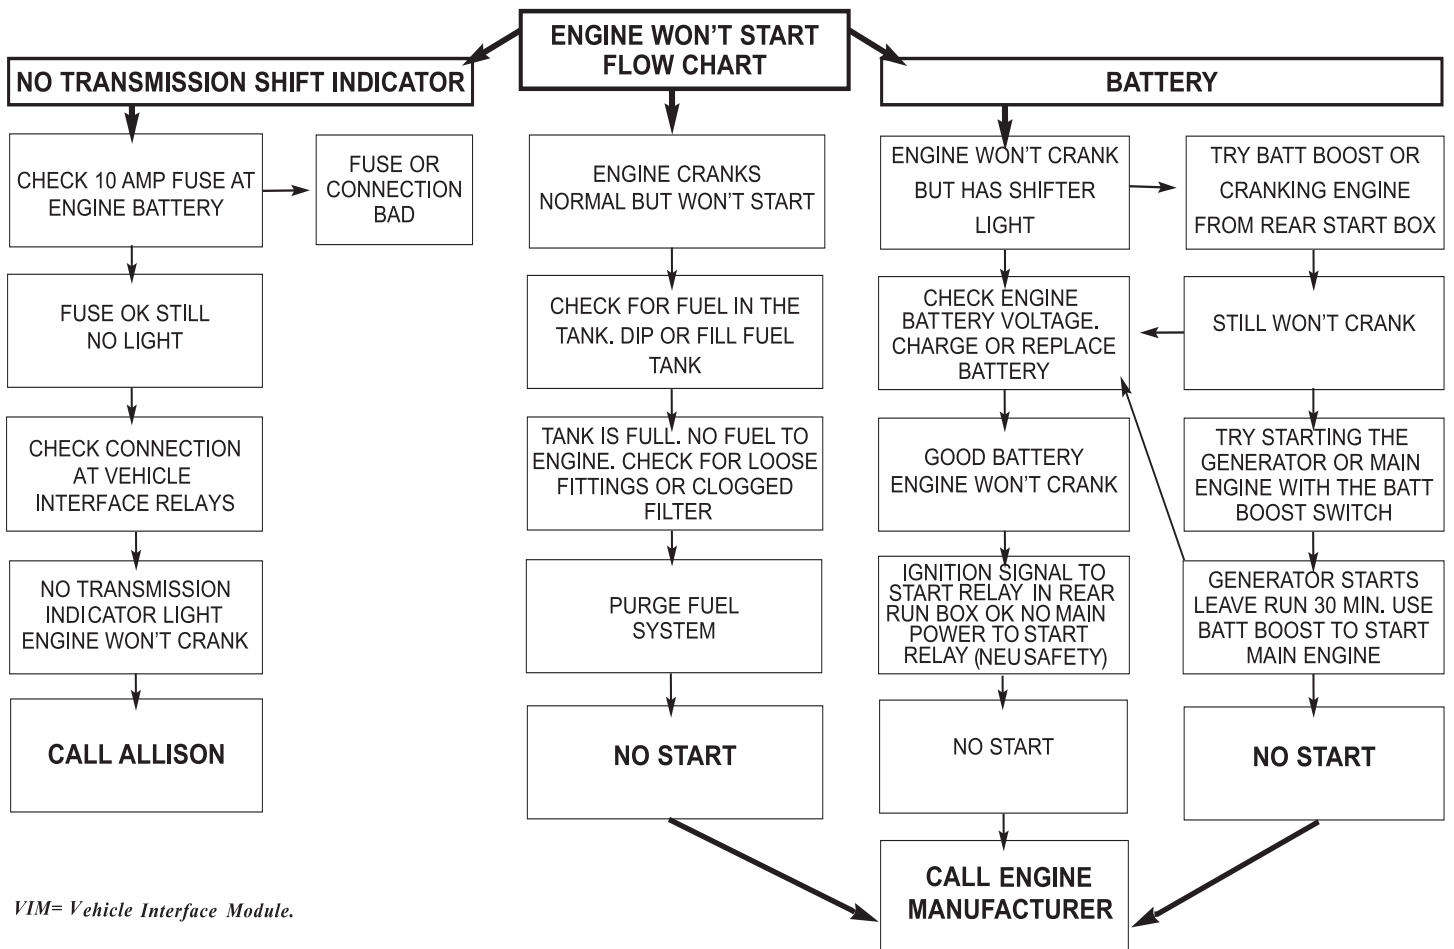 ENGINE WON'T START
FLOW CHART
NO TRANSMISSION SHIFT INDICATOR
CHECK 10 AMP FUSE AT
ENGINE BATTERY
FUSE OR
CONNECTION
BAD
FUSE OK STILL
NO LIGHT
CHECK CONNECTION
AT VEHICLE
INTERFACE RELAYS
NO TRANSMISSION
INDICATOR LIGHT
ENGINE WON'T CRANK
CALL ALLISON
ENGINE CRANKS
NORMAL BUT WON'T START
CHECK FOR FUEL IN THE
TANK. DIP OR FILL FUEL
TANK
TANK IS FULL. NO FUEL TO
ENGINE. CHECK FOR LOOSE
FITTINGS OR CLOGGED
FILTER
PURGE FUEL
SYSTEM
NO START
BATTERY
ENGINE WON'T CRANK
BUT HAS SHIFTER
LIGHT
CHECK ENGINE
BATTERY VOLTAGE.
CHARGE OR REPLACE
BATTERY
GOOD BATTERY
ENGINE WON'T CRANK
IGNITION SIGNAL TO
START RELAY IN REAR
RUN BOX OK NO MAIN
POWER TO START
RELAY (NEU SAFETY)
NO START
TRY BATT BOOST OR
CRANKING ENGINE
FROM REAR START BOX
STILL WON'T CRANK
TRY STARTING THE
GENERATOR OR MAIN
ENGINE WITH THE BATT
BOOST SWITCH
GENERATOR STARTS
LEAVE RUN 30 MIN. USE
BATT BOOST TO START
MAIN ENGINE
NO START
CALL ENGINE
MANUFACTURER
VIM= Vehicle Interface Module.